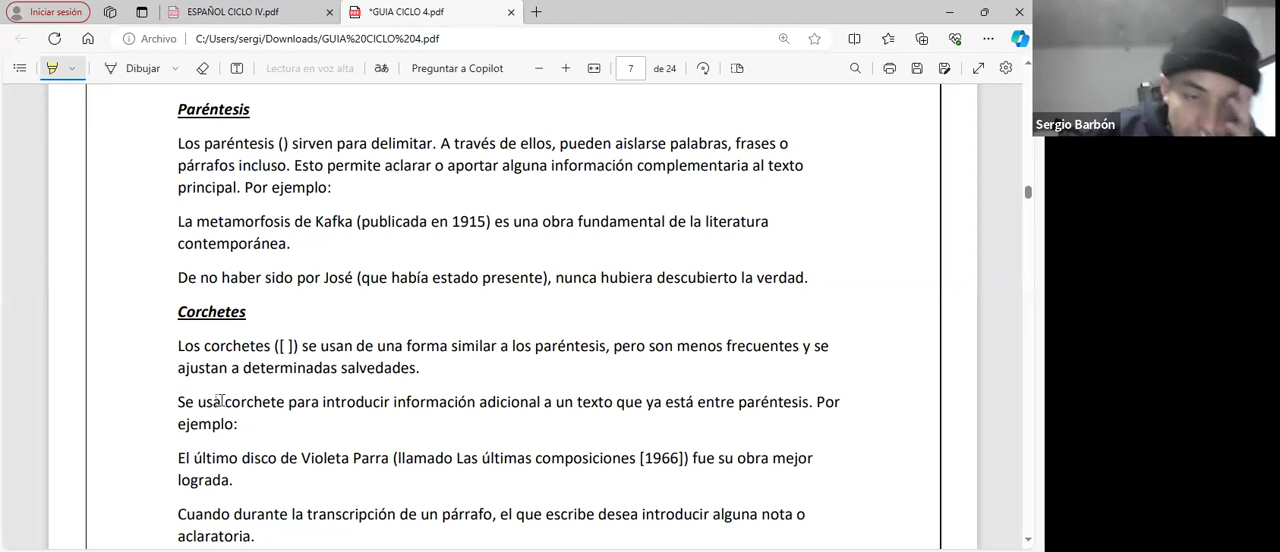 Iniciar sesión
ESPAÑOL CICLO IV.pdf
*GUIA CICLO 4.pdf
Archivo
C:/Users/sergi/Downloads/GUIA%20CICLO%204.pdf
Dibujar
Lectura en voz alta
aあ
Preguntar a Copilot
7
de 24
Sergio Barbón
Paréntesis
Los paréntesis () sirven para delimitar. A través de ellos, pueden aislarse palabras, frases o
párrafos incluso. Esto permite aclarar o aportar alguna información complementaria al texto
principal. Por ejemplo:
La metamorfosis de Kafka (publicada en 1915) es una obra fundamental de la literatura
contemporánea.
De no haber sido por José (que había estado presente), nunca hubiera descubierto la verdad.
Corchetes
Los corchetes ([ ]) se usan de una forma similar a los paréntesis, pero son menos frecuentes y se
ajustan a determinadas salvedades.
Se usa corchete para introducir información adicional a un texto que ya está entre paréntesis. Por
ejemplo:
El último disco de Violeta Parra (llamado Las últimas composiciones [1966]) fue su obra mejor
lograda.
Cuando durante la transcripción de un párrafo, el que escribe desea introducir alguna nota o
aclaratoria.